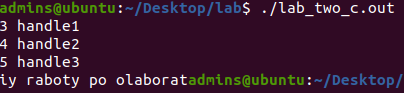 admins@ubuntu:~/Desktop/lab$ ./lab_two_c.out
3 handle1
4 handle2
5 handle3
iy raboty po olaboratadmins@ubuntu:~/Desktop/